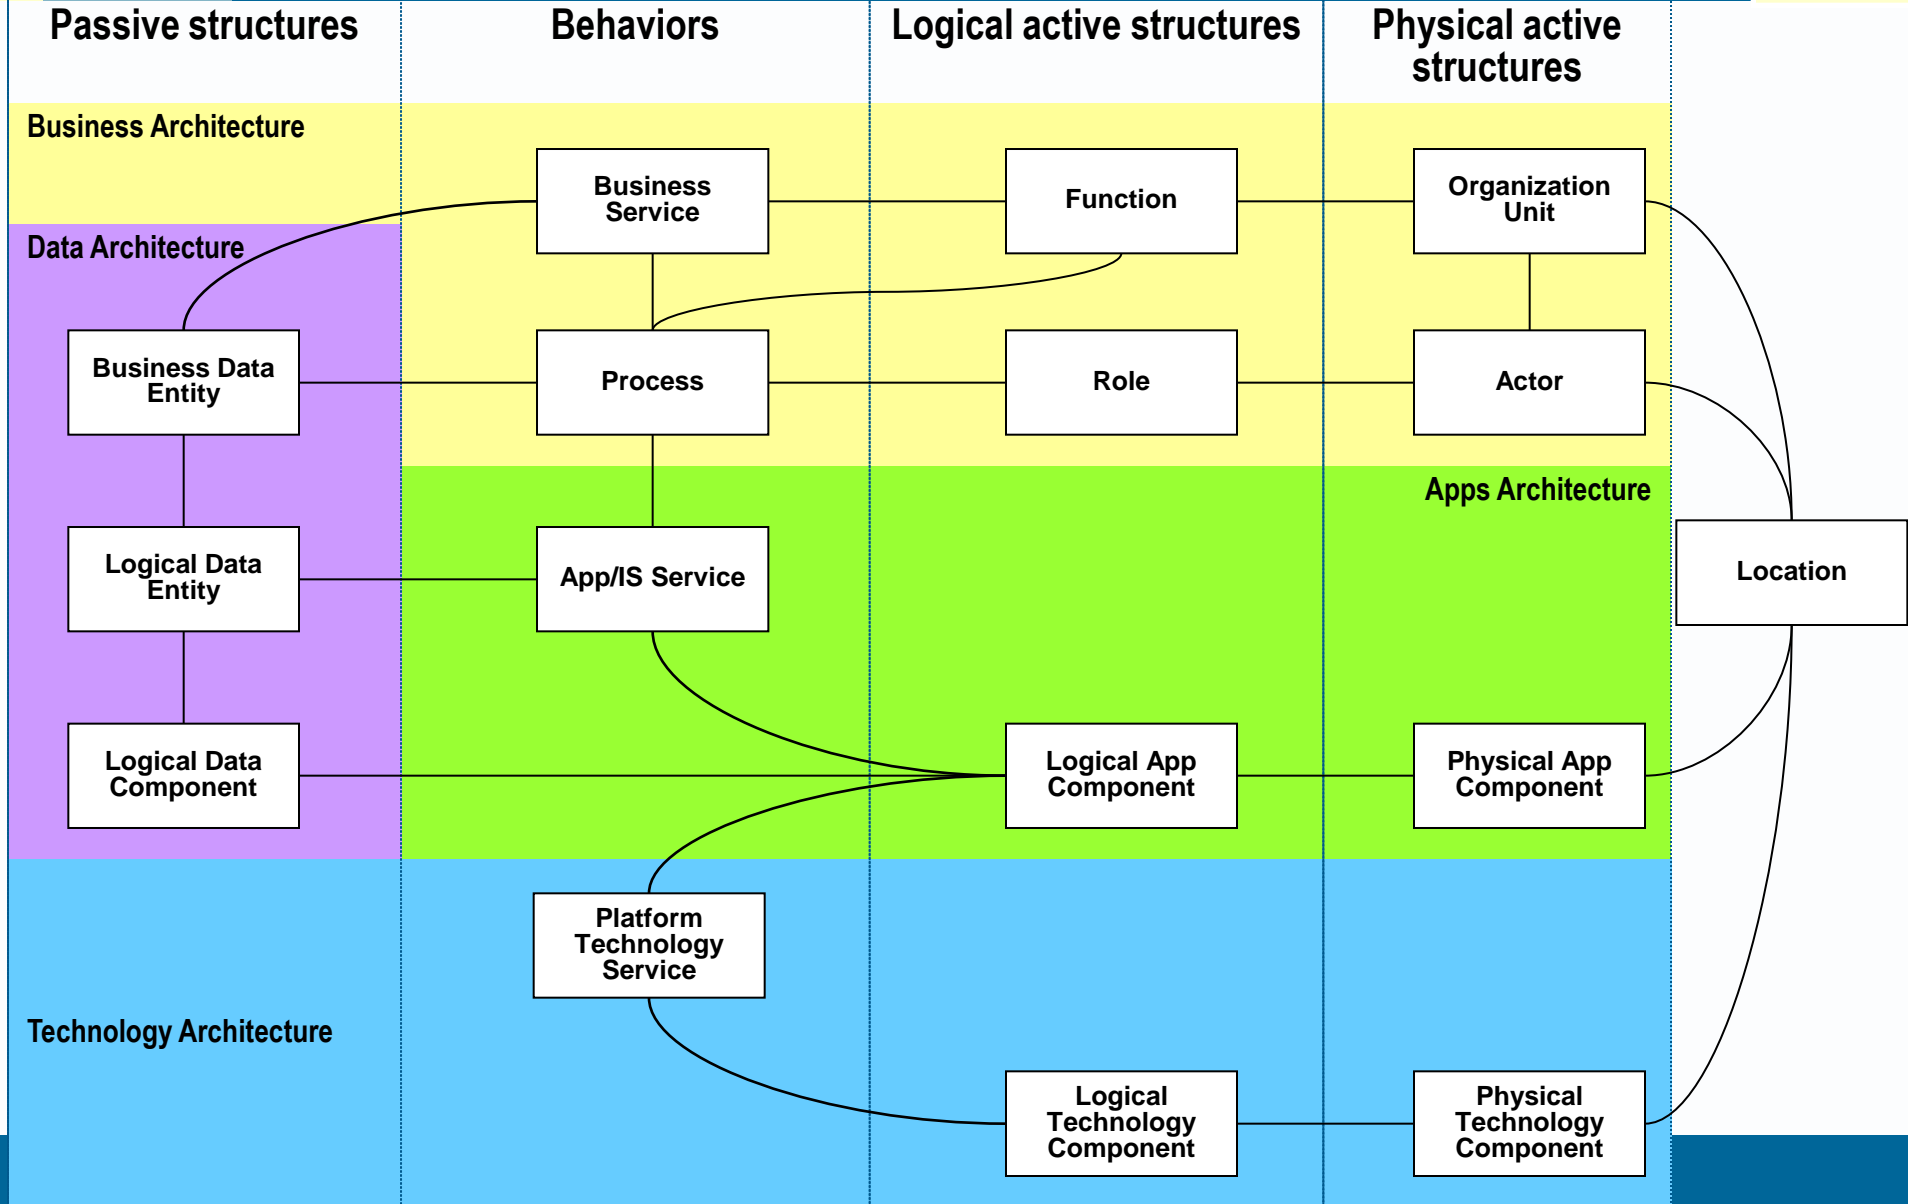 Passive structures
Behaviors
Logical active structures
Physical active
structures
Business Architecture
Business
Service
Function
Organization
Unit
Data Architecture
Business Data
Entity
Process
Role
Actor
Apps Architecture
Logical Data
Entity
App/IS Service
Location
Logical Data
Component
Logical App
Component
Physical App
Component
Platform
Technology
Service
Technology Architecture
Logical
Technology
Component
Physical
Technology
Component